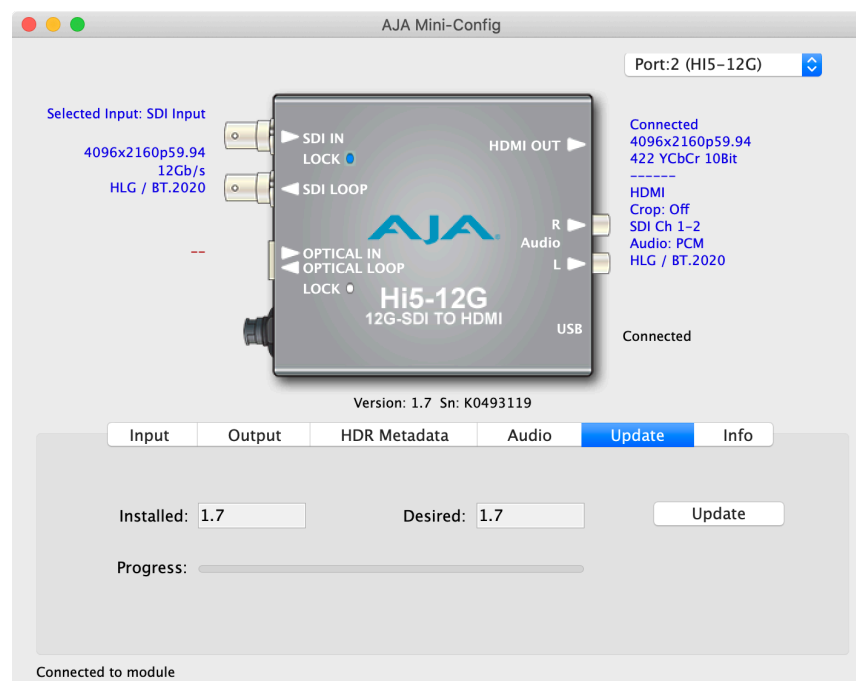 AJA Mini-Config
Port:2 (HI5-12G)
Selected Input: SDI Input
4096x2160p59.94
12Gb/s
HLG / BT.2020
--
SDI IN
LOCK
SDI LOOP
OPTICAL IN
OPTICAL LOOP
LOCK
HDMI OUT
AJA
R
Audio
L
Hi5-12G
12G-SDI TO HDMI
USB
Connected
4096x2160p59.94
422 YCbCr 10Bit
------
HDMI
Crop: Off
SDI Ch 1-2
Audio: PCM
HLG / BT.2020
Connected
Version: 1.7 Sn: K0493119
Input Output HDR Metadata Audio Update Info
Installed: 1.7 Desired: 1.7 Update
Progress:
Connected to module